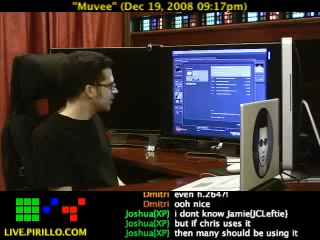 "Muvee" (Dec 19, 2008 09:17pm)
Dmitri even h.264?!
Dmitri ooh nice
Joshua[XP] i dont know Jamie[JCLeftie}
Joshua[XP] but if chris uses it
Joshua[XP] then many should be using it
LIVE.PIRILLO.COM